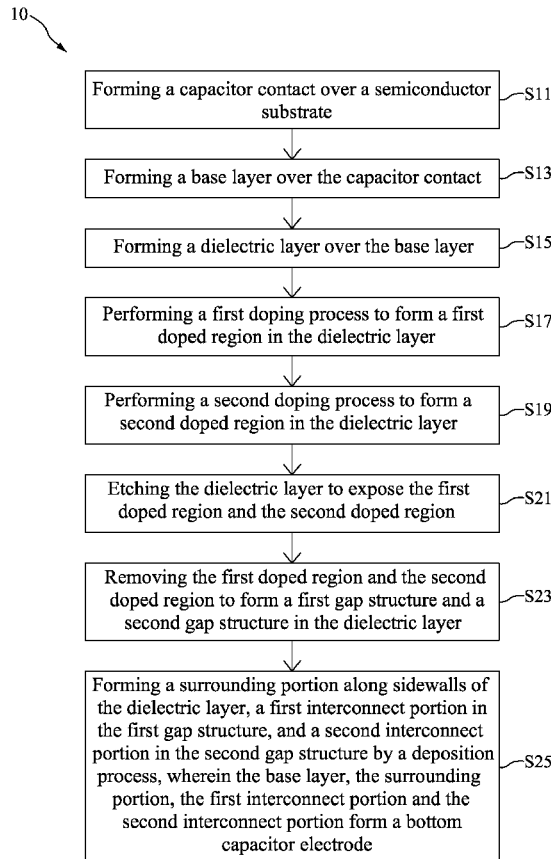 10
Forming a capacitor contact over a semiconductor
substrate
S11
Forming a base layer over the capacitor contact
S13
Forming a dielectric layer over the base layer
S15
Performing a first doping process to form a first
doped region in the dielectric layer
S17
Performing a second doping process to form a
second doped region in the dielectric layer
S19
Etching the dielectric layer to expose the first
doped region and the second doped region
S21
Removing the first doped region and the second
doped region to form a first gap structure and a
second gap structure in the dielectric layer
S23
Forming a surrounding portion along sidewalls of
the dielectric layer, a first interconnect portion in
the first gap structure, and a second interconnect
portion in the second gap structure by a deposition
process, wherein the base layer, the surrounding
portion, the first interconnect portion and the
second interconnect portion form a bottom
capacitor electrode
S25